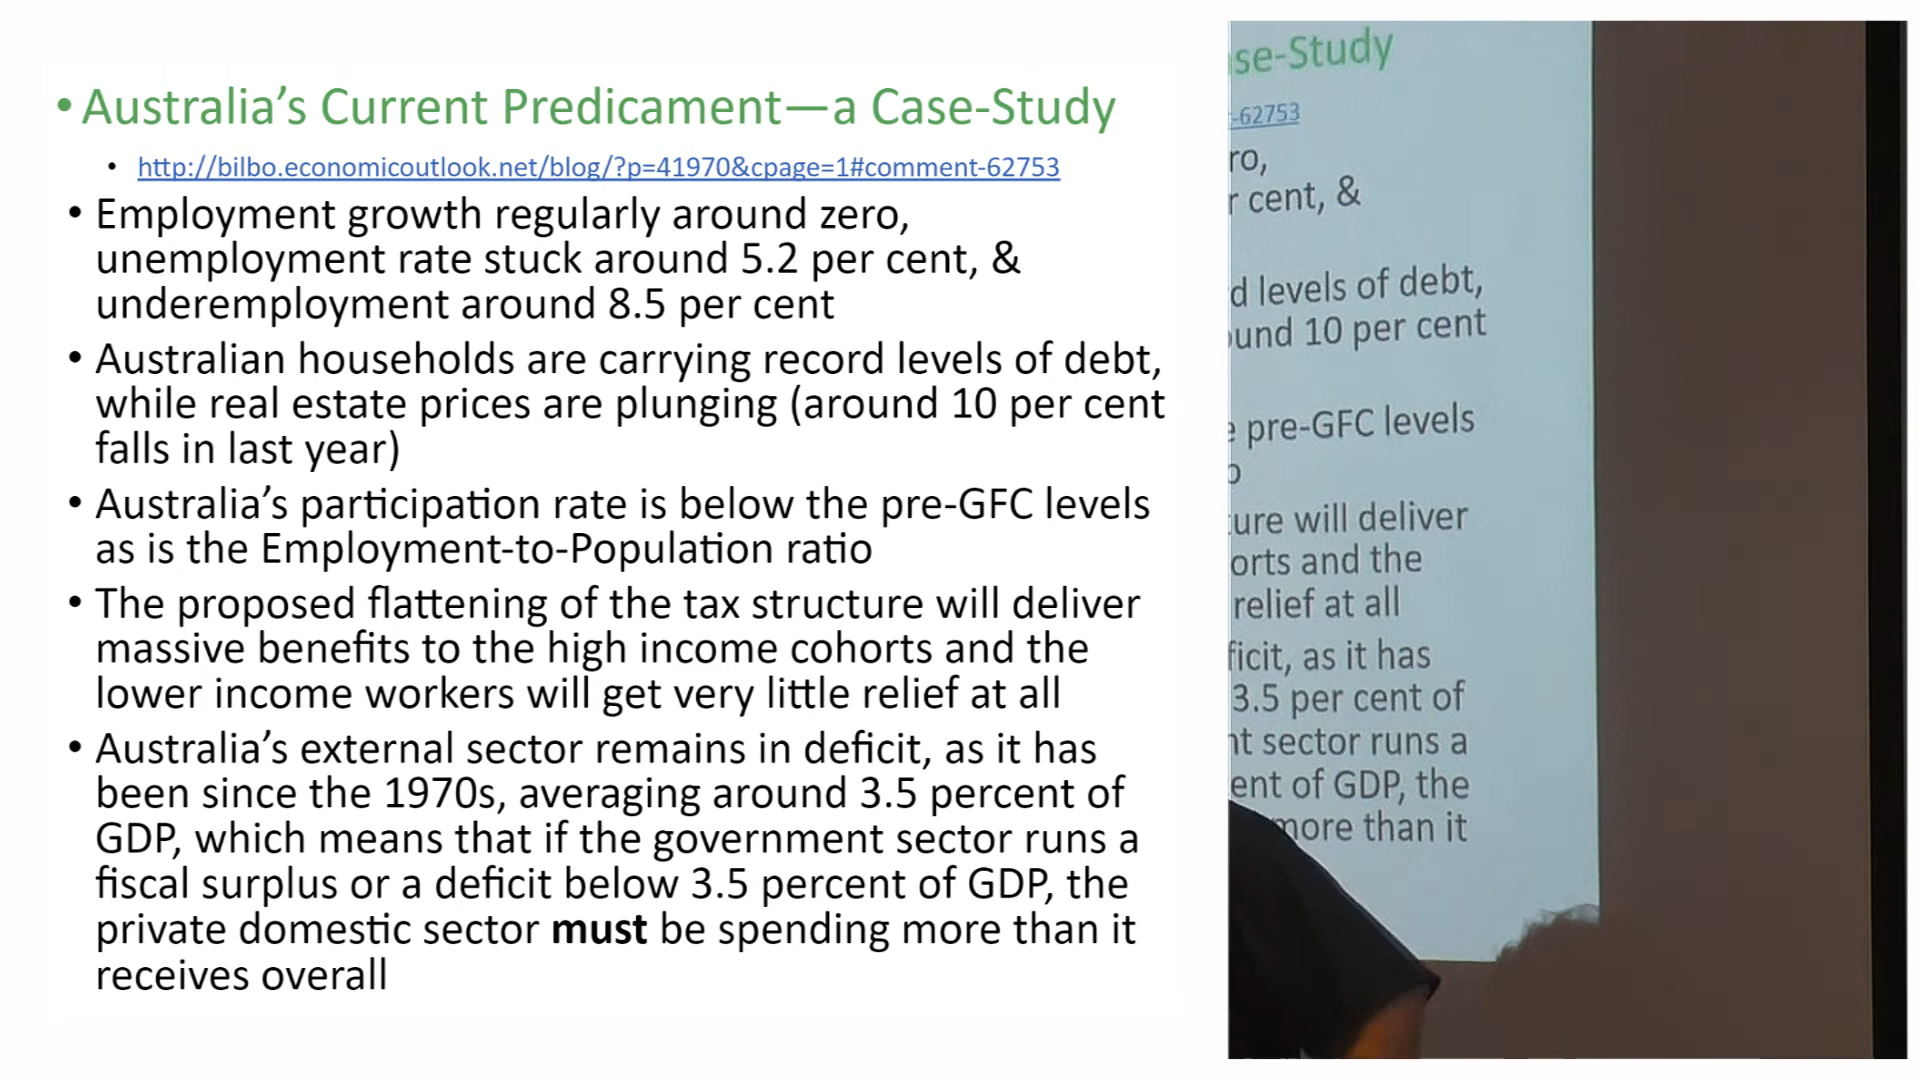 • Australia’s Current Predicament—a Case-Study
• http://bilbo.economicoutlook.net/blog/?p=41970&cpage=1#comment-62753
• Employment growth regularly around zero,
unemployment rate stuck around 5.2 per cent, &
underemployment around 8.5 per cent
• Australian households are carrying record levels of debt,
while real estate prices are plunging (around 10 per cent
falls in last year)
• Australia’s participation rate is below the pre-GFC levels
as is the Employment-to-Population ratio
• The proposed flattening of the tax structure will deliver
massive benefits to the high income cohorts and the
lower income workers will get very little relief at all
• Australia’s external sector remains in deficit, as it has
been since the 1970s, averaging around 3.5 percent of
GDP, which means that if the government sector runs a
fiscal surplus or a deficit below 3.5 percent of GDP, the
private domestic sector must be spending more than it
receives overall
se-Study
-62753
ro,
r cent, &
d levels of debt,
ound 10 per cent
e pre-GFC levels
o
ture will deliver
orts and the
relief at all
ficit, as it has
3.5 per cent of
nt sector runs a
ent of GDP, the
more than it